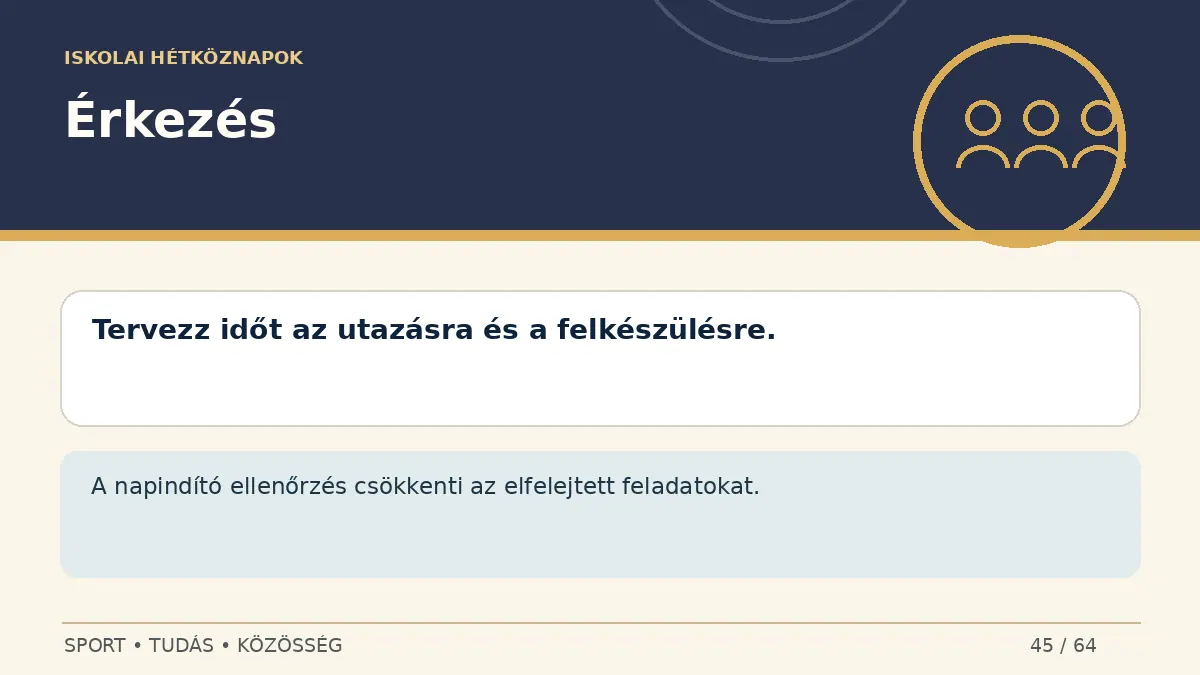 ISKOLAI HÉTKÖZNAPOK
Érkezés
Tervezz időt az utazásra és a felkészülésre.
A napindító ellenőrzés csökkenti az elfelejtett feladatokat.
SPORT • TUDÁS • KÖZÖSSÉG
45 / 64